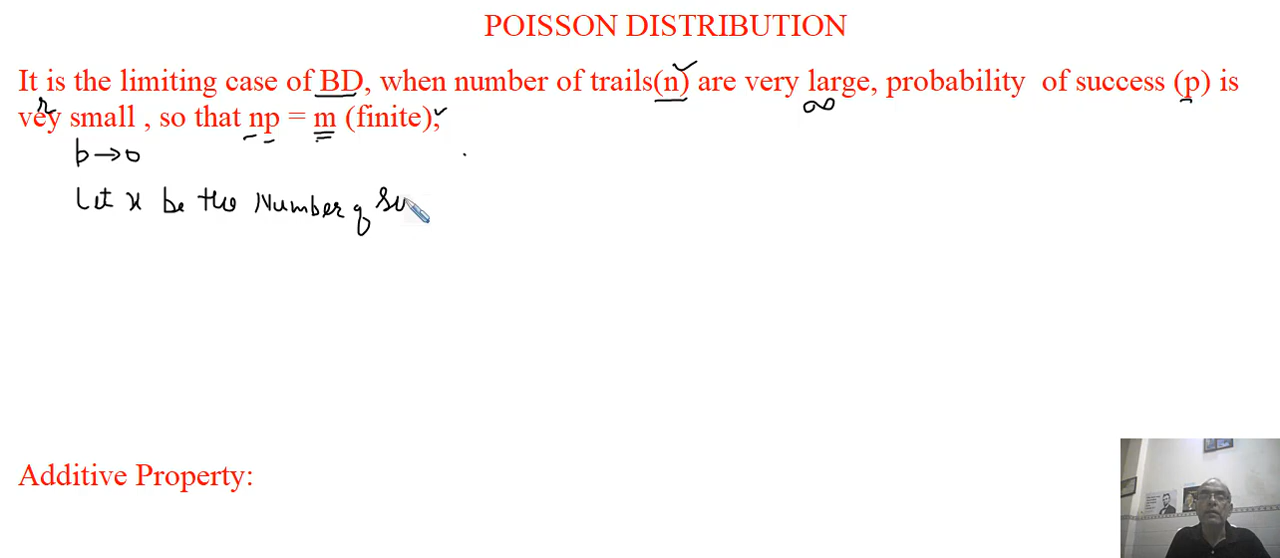 POISSON DISTRIBUTION
It is the limiting case of BD, when number of trails(n) are very large, probability of success (p) is
∞
vey small , so that np = m (finite);
r
p→0
Let x be the Number of Su
Additive Property: